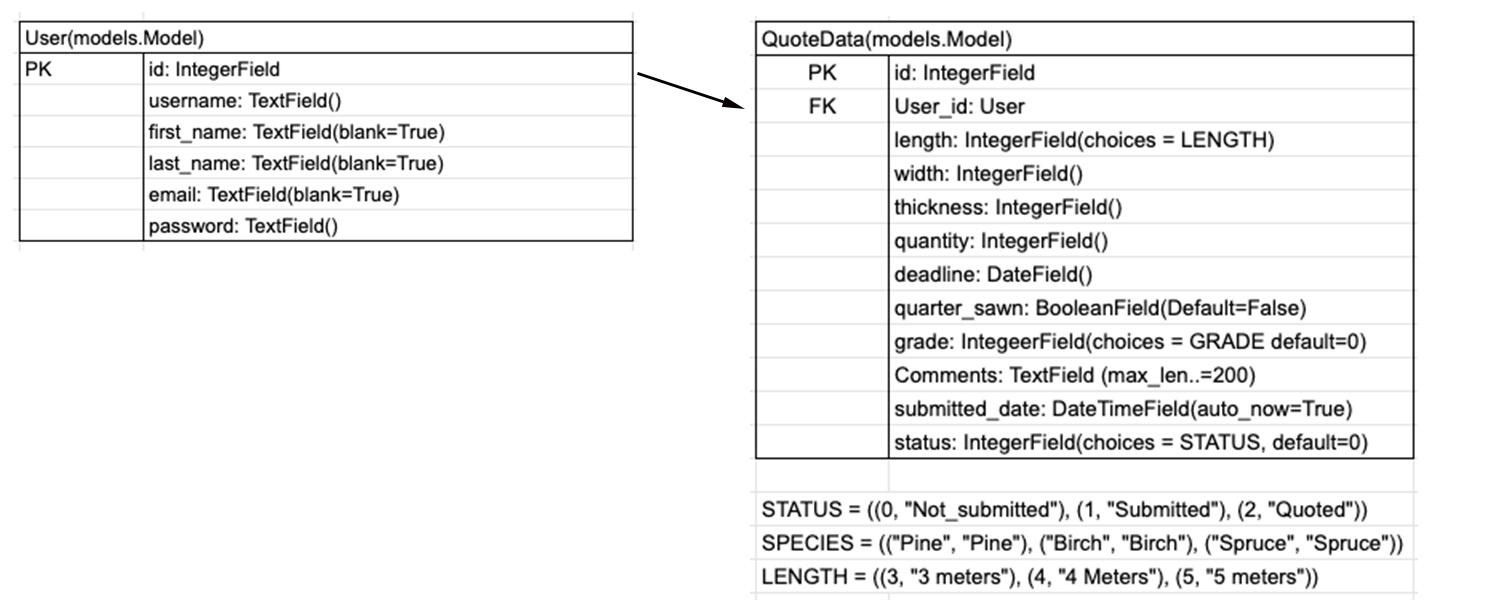 User(models.Model)
PK id: IntegerField
username: TextField()
first_name: TextField(blank=True)
last_name: TextField(blank=True)
email: TextField(blank=True)
password: TextField()
QuoteData(models.Model)
PK id: IntegerField
FK User_id: User
length: IntegerField(choices = LENGTH)
width: IntegerField()
thickness: IntegerField()
quantity: IntegerField()
deadline: DateField()
quarter_sawn: BooleanField(Default=False)
grade: IntegeerField(choices = GRADE default=0)
Comments: TextField (max_len..=200)
submitted_date: DateTimeField(auto_now=True)
status: IntegerField(choices = STATUS, default=0)
STATUS = ((0, "Not_submitted"), (1, "Submitted"), (2, "Quoted"))
SPECIES = (("Pine", "Pine"), ("Birch", "Birch"), ("Spruce", "Spruce"))
LENGTH = ((3, "3 meters"), (4, "4 Meters"), (5, "5 meters"))